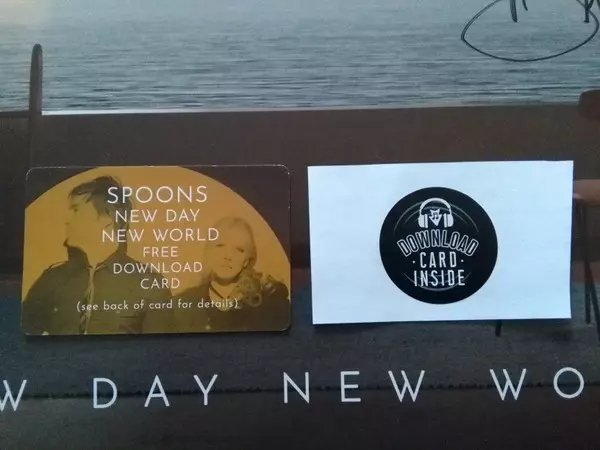 SPOONS
NEW DAY
NEW WORLD
FREE
DOWNLOAD
CARD
(see back of card for details)
DOWNLOAD
·CARD·
INSIDE
W DAY NEW WO